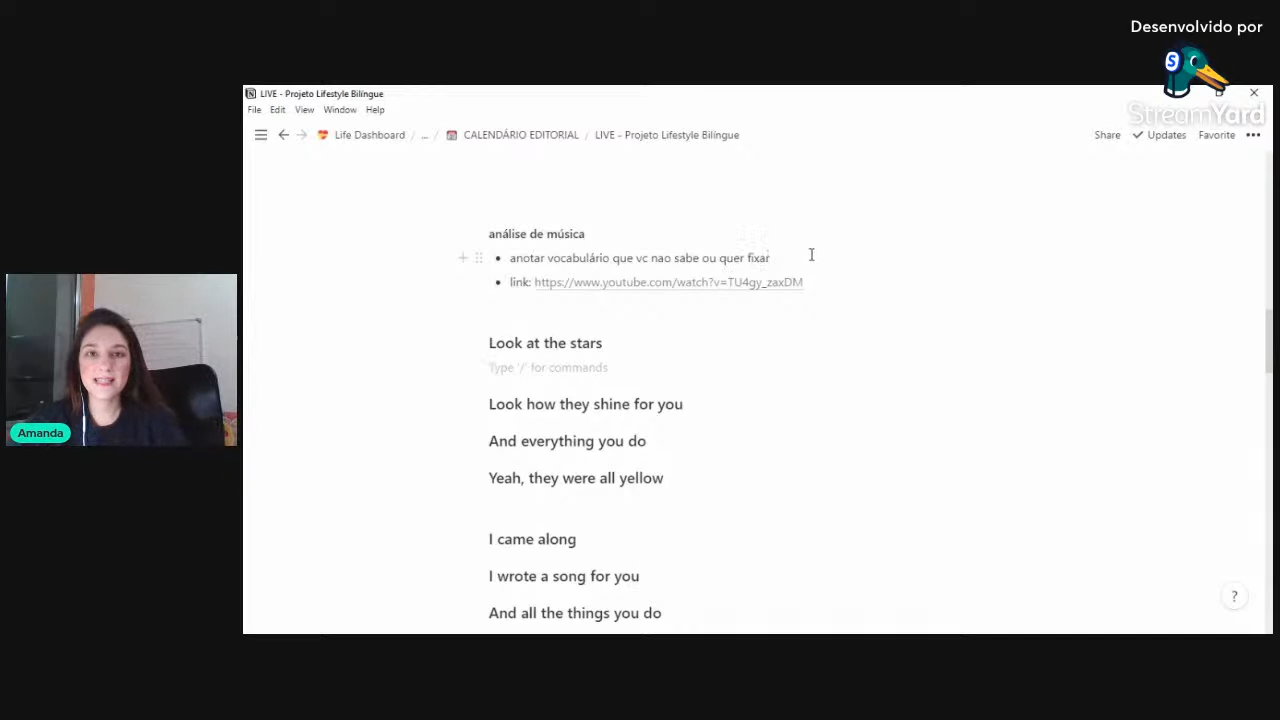 Desenvolvido por
S
StreamYard
LIVE - Projeto Lifestyle Bilíngue
File Edit View Window Help
Life Dashboard / ... / CALENDÁRIO EDITORIAL / LIVE - Projeto Lifestyle Bilíngue
Share Updates Favorite
análise de música
anotar vocabulário que vc nao sabe ou quer fixar
link: https://www.youtube.com/watch?v=TU4gy_zaxDM
Look at the stars
Type '/' for commands
Look how they shine for you
And everything you do
Yeah, they were all yellow
I came along
I wrote a song for you
And all the things you do
Amanda
?